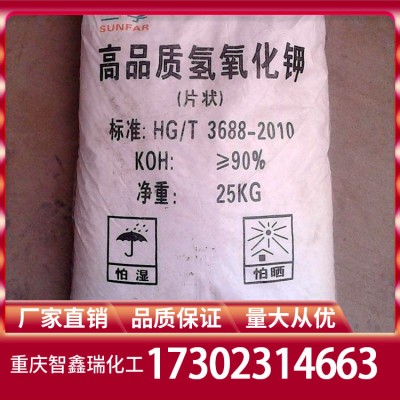 SUNFAR
高品质氢氧化钾
(片状)
标准: HG/T 3688-2010
KOH: ≥90%
净重: 25KG
怕湿
怕晒
厂家直销 品质保证 量大从优
重庆智鑫瑞化工 17302314663